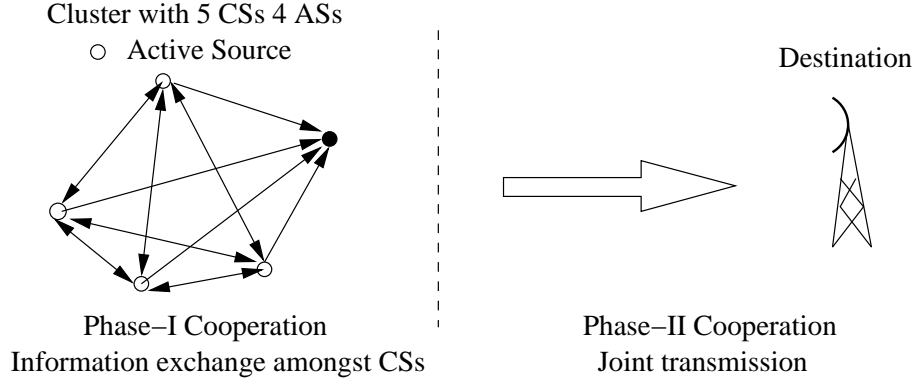 Cluster with 5 CSs 4 ASs
Active Source
Destination
Phase−I Cooperation
Information exchange amongst CSs
Phase−II Cooperation
Joint transmission